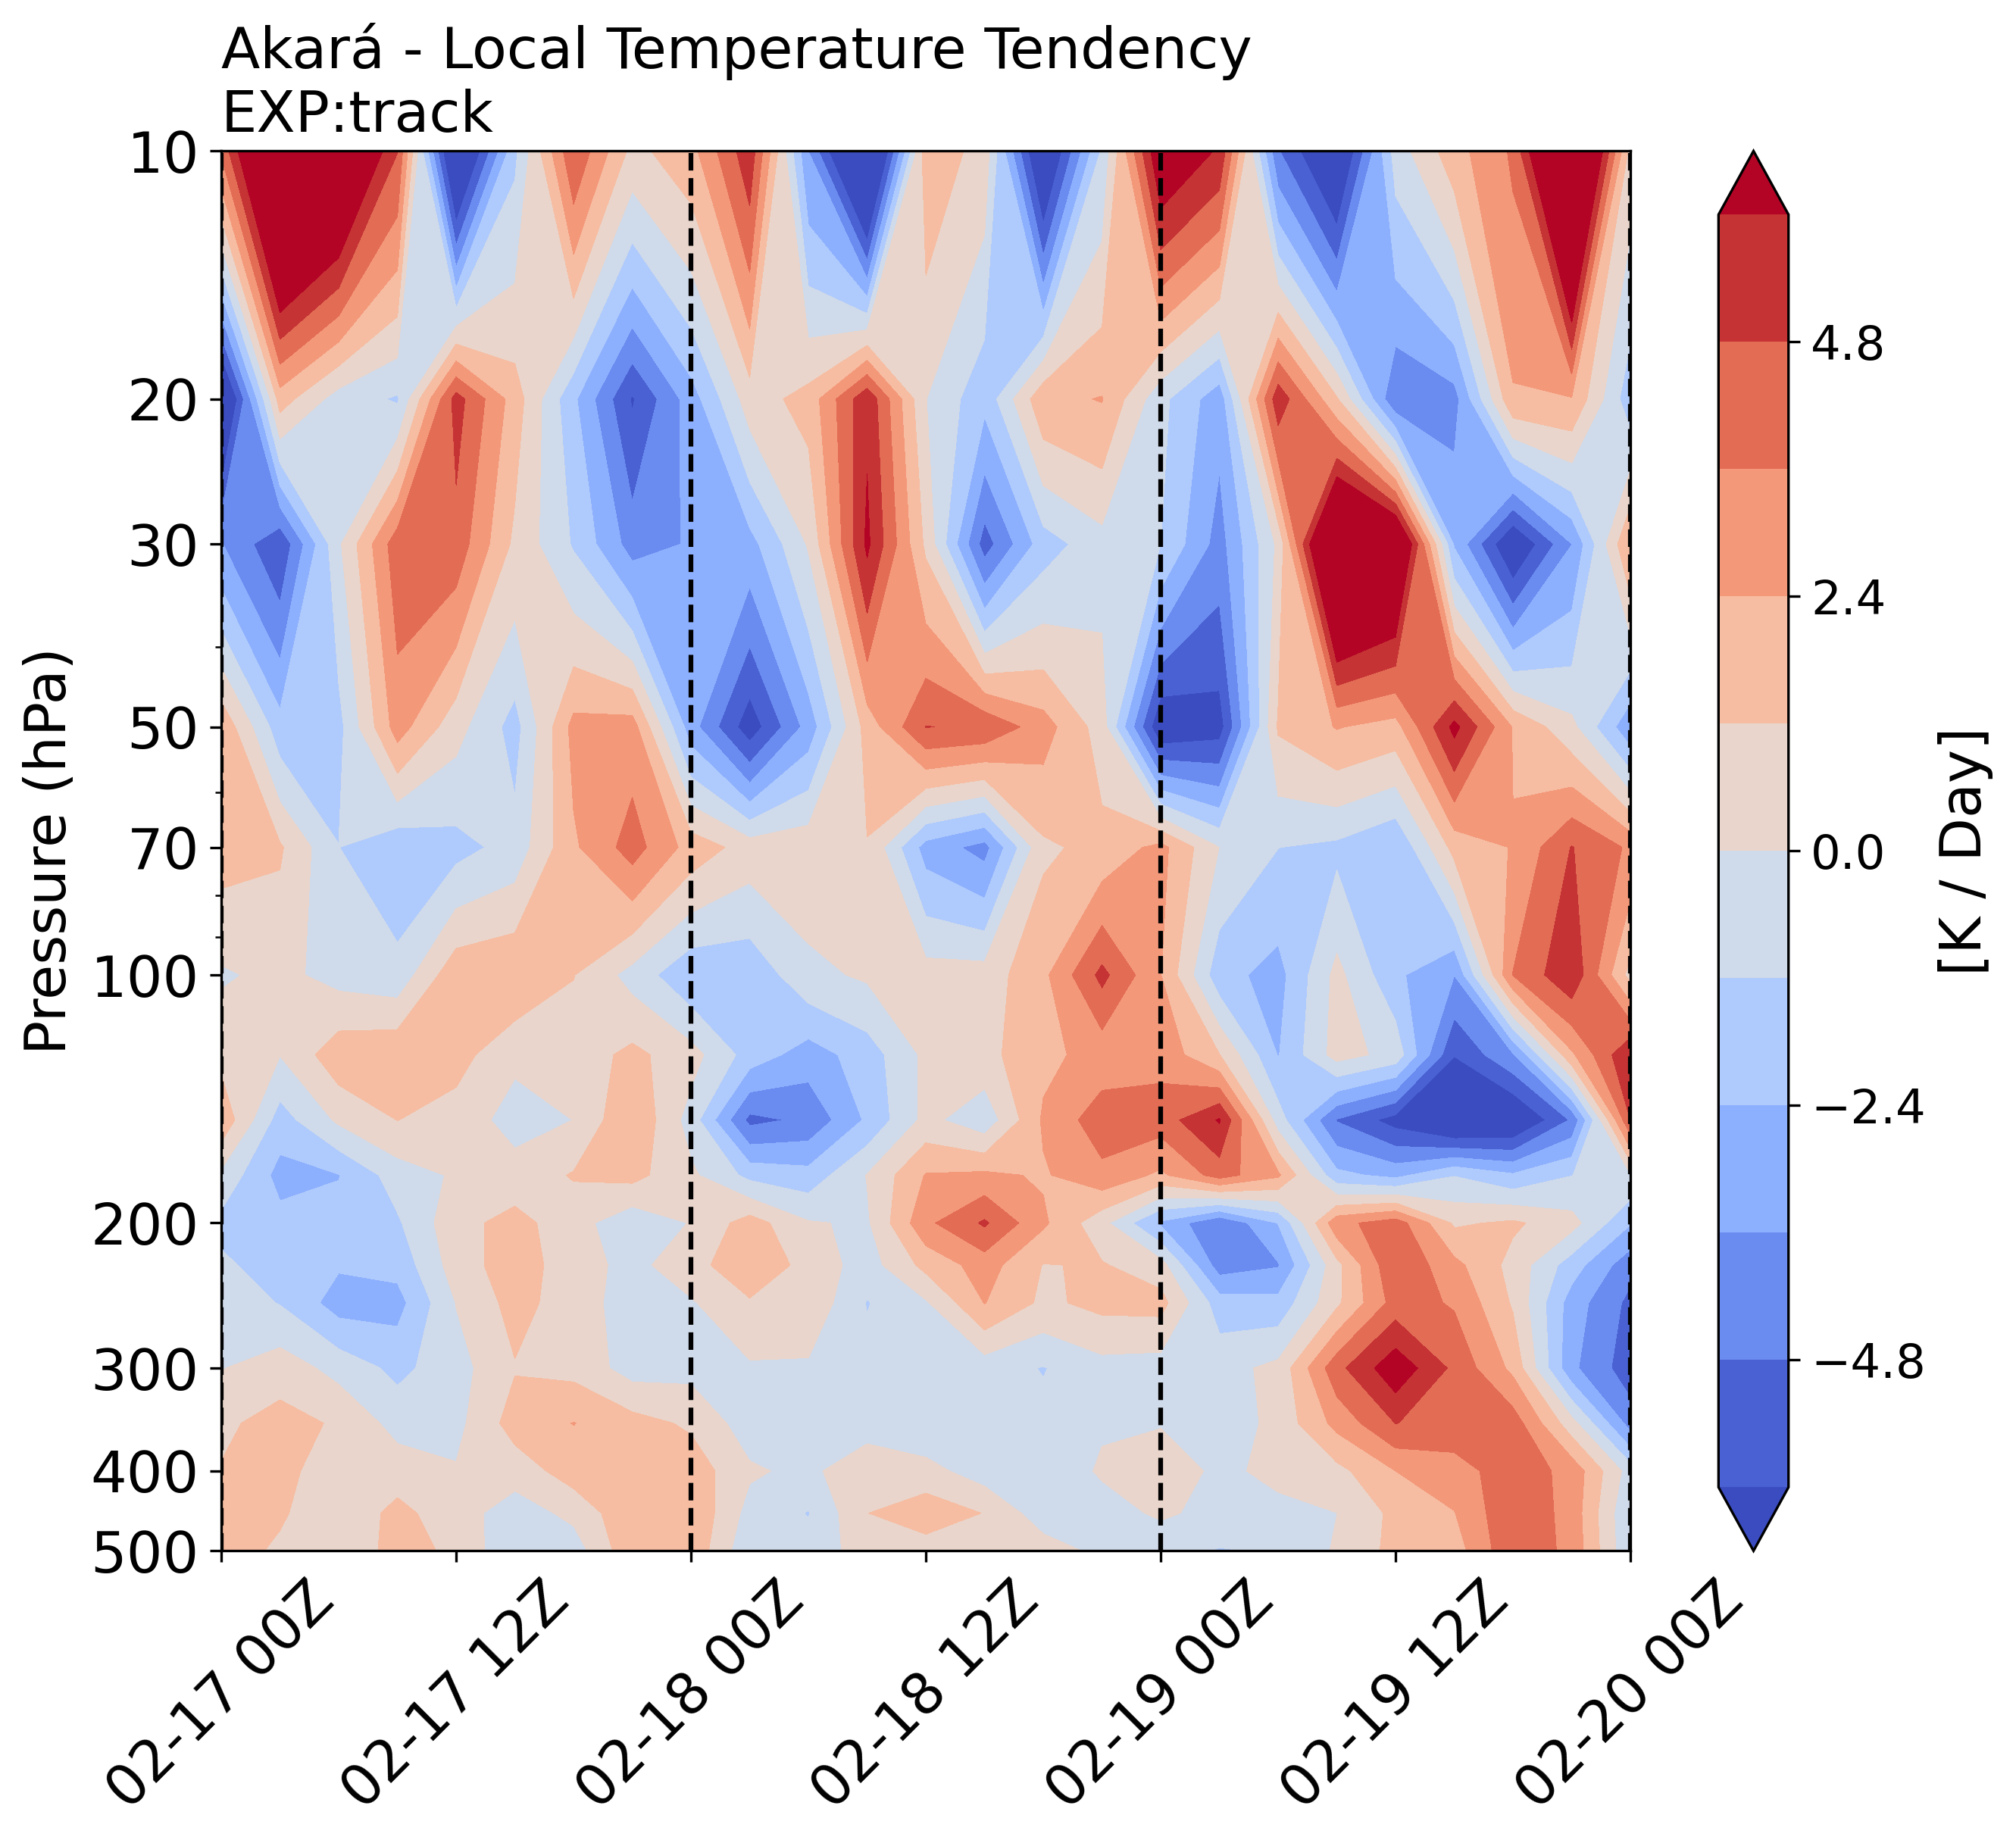 Akará - Local Temperature Tendency
EXP:track
Pressure (hPa)
10
20
30
50
70
100
200
300
400
500
02-17 00Z
02-17 12Z
02-18 00Z
02-18 12Z
02-19 00Z
02-19 12Z
02-20 00Z
4.8
2.4
0.0
−2.4
−4.8
[K / Day]